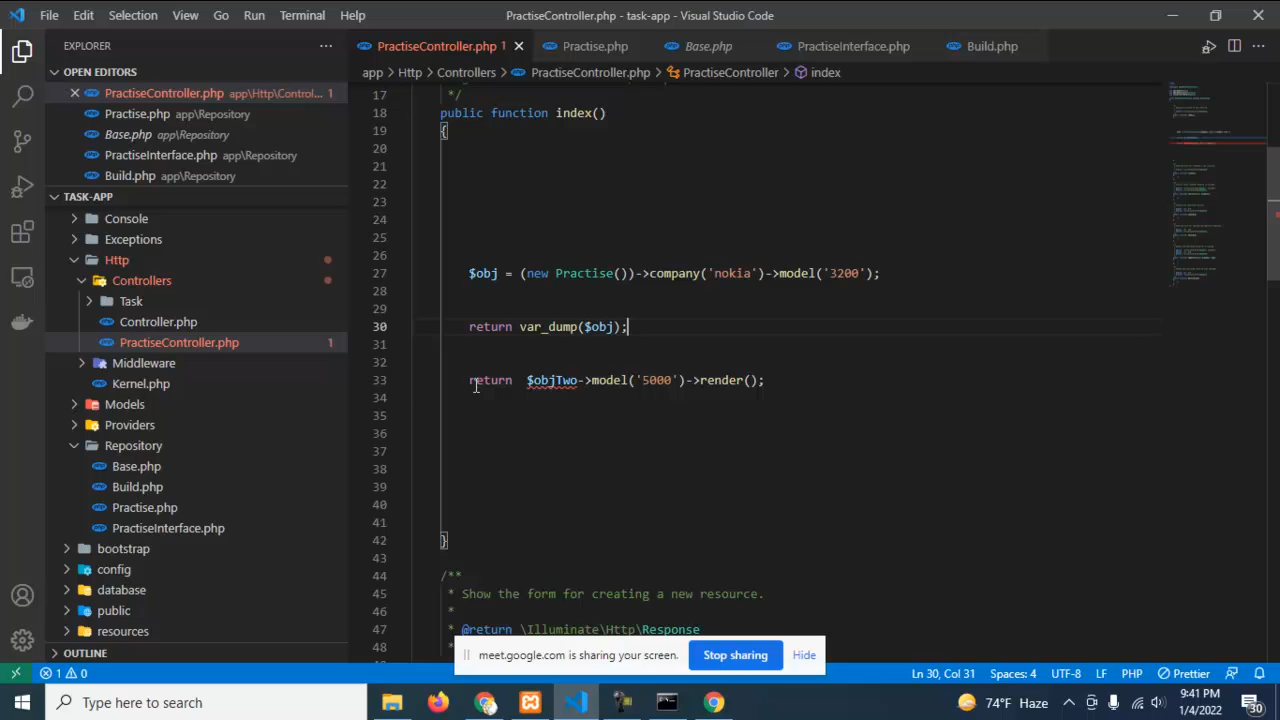 File Edit Selection View Go Run Terminal Help
PractiseController.php - task-app - Visual Studio Code
EXPLORER
OPEN EDITORS
PractiseController.php app\Http\Control... 1
Practise.php app\Repository
Base.php app\Repository
PractiseInterface.php app\Repository
Build.php app\Repository
TASK-APP
Console
Exceptions
Http
Controllers
Task
Controller.php
PractiseController.php 1
Middleware
Kernel.php
Models
Providers
Repository
Base.php
Build.php
Practise.php
PractiseInterface.php
bootstrap
config
database
public
resources
OUTLINE
PractiseController.php 1 Practise.php Base.php PractiseInterface.php Build.php
app > Http > Controllers > PractiseController.php > PractiseController > index
17 */
18 public function index()
19 {
20
21
22
23
24
25
26
27 $obj = (new Practise())->company('nokia')->model('3200');
28
29
30 return var_dump($obj);
31
32
33 return $objTwo->model('5000')->render();
34
35
36
37
38
39
40
41
42 }
43
44 /**
45 * Show the form for creating a new resource.
46 *
47 * @return \Illuminate\Http\Response
48 *
meet.google.com is sharing your screen. Stop sharing Hide
1 0
Ln 30, Col 31 Spaces: 4 UTF-8 LF PHP Prettier
Type here to search
74°F Haze
9:41 PM
1/4/2022
30